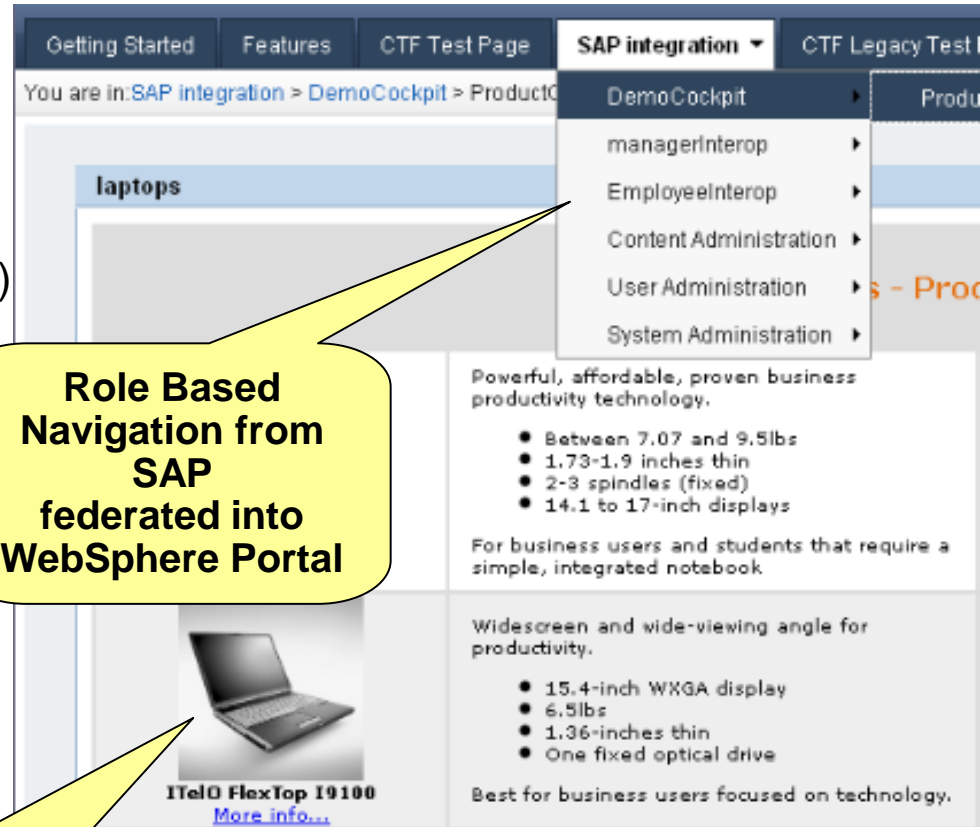 Getting Started Features CTF Test Page SAP integration CTF Legacy Test
You are in:SAP integration > DemoCockpit > Product
DemoCockpit Produ
managerInterop
EmployeeInterop
Content Administration
User Administration
System Administration
laptops
)
s - Proc
Role Based
Navigation from
SAP
federated into
WebSphere Portal
Powerful, affordable, proven business
productivity technology.
● Between 7.07 and 9.5lbs
● 1.73-1.9 inches thin
● 2-3 spindles (fixed)
● 14.1 to 17-inch displays
For business users and students that require a
simple, integrated notebook
Widescreen and wide-viewing angle for
productivity.
● 15.4-inch WXGA display
● 6.5lbs
● 1.36-inches thin
● One fixed optical drive
Best for business users focused on technology.
ITelO FlexTop I9100
More info...